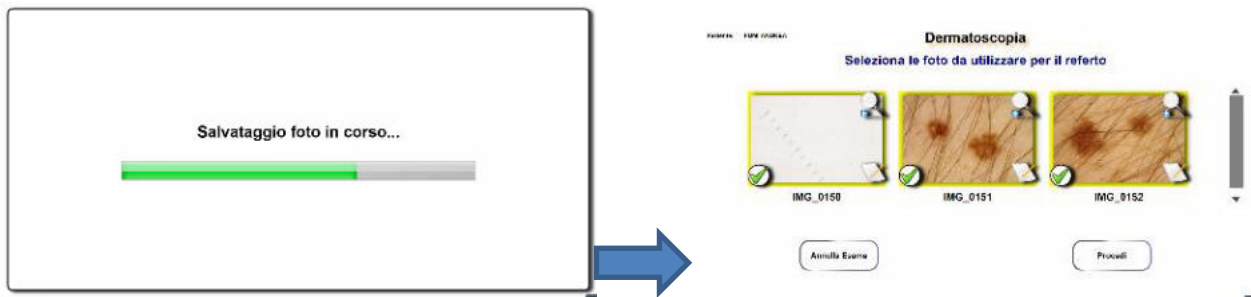 Salvataggio foto in corso...
Dermatoscopia
Seleziona le foto da utilizzare per il referto
IMG_0150
IMG_0151
IMG_0152
Annulla Esame
Procedi